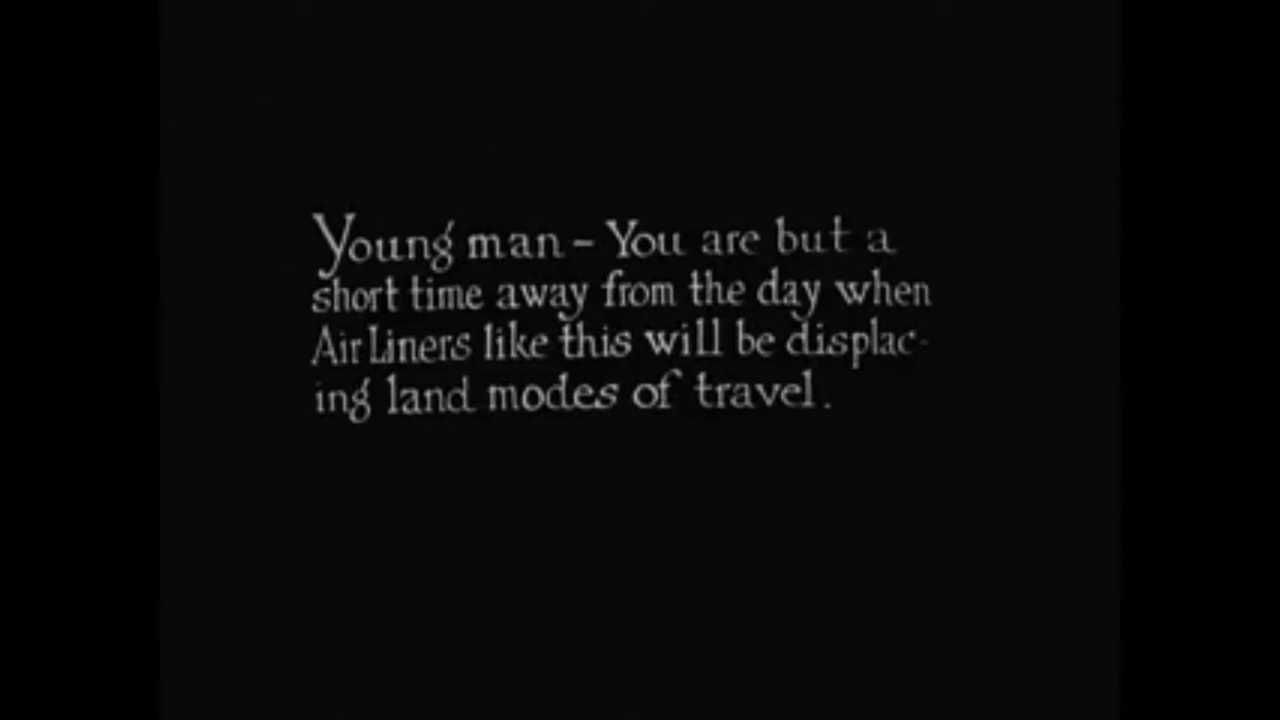 Young man – You are but a
short time away from the day when
Air Liners like this will be displac-
ing land modes of travel.